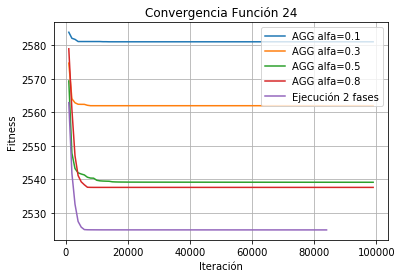 Convergencia Función 24
AGG alfa=0.1
AGG alfa=0.3
AGG alfa=0.5
AGG alfa=0.8
Ejecución 2 fases
Fitness
2580
2570
2560
2550
2540
2530
0 20000 40000 60000 80000 100000
Iteración